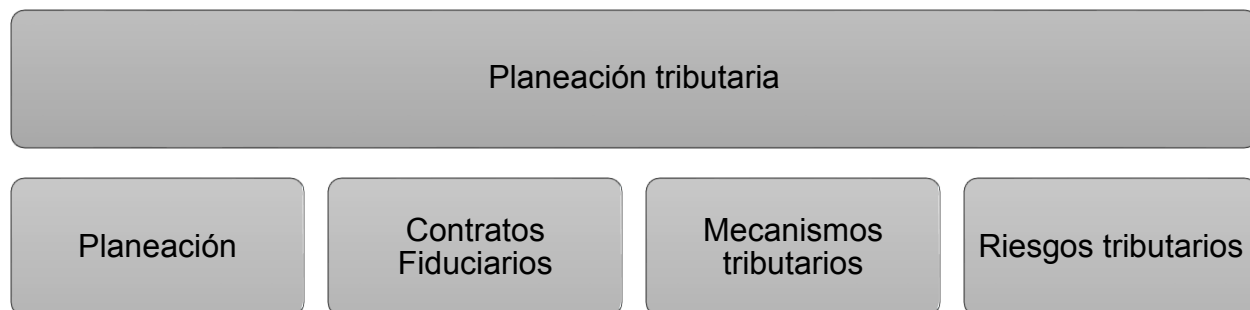 Planeación tributaria
Planeación
Contratos
Fiduciarios
Mecanismos
tributarios
Riesgos tributarios